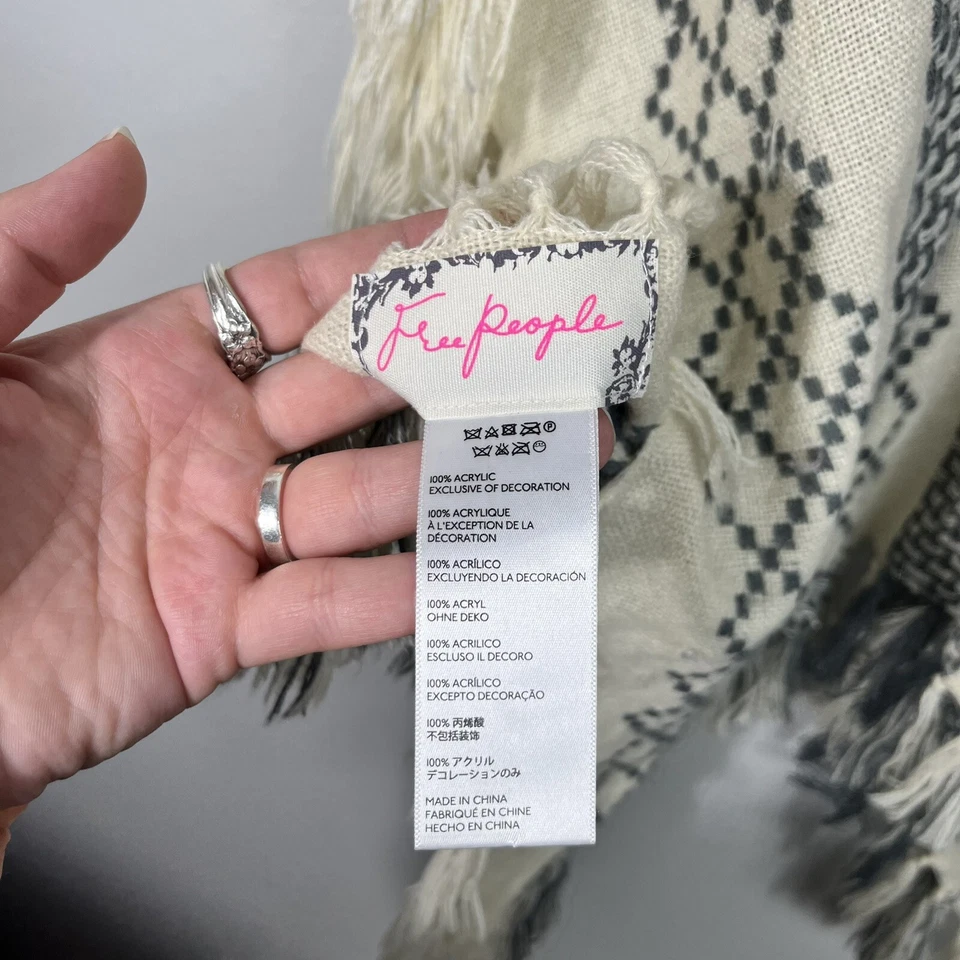 Free People
P
100% ACRYLIC
EXCLUSIVE OF DECORATION
100% ACRYLIQUE
À L'EXCEPTION DE LA
DÉCORATION
100% ACRÍLICO
EXCLUYENDO LA DECORACIÓN
100% ACRYL
OHNE DEKO
100% ACRILICO
ESCLUSO IL DECORO
100% ACRÍLICO
EXCEPTO DECORAÇÃO
100% 丙烯酸
不包括装饰
100% アクリル
デコレーションのみ
MADE IN CHINA
FABRIQUÉ EN CHINE
HECHO EN CHINA